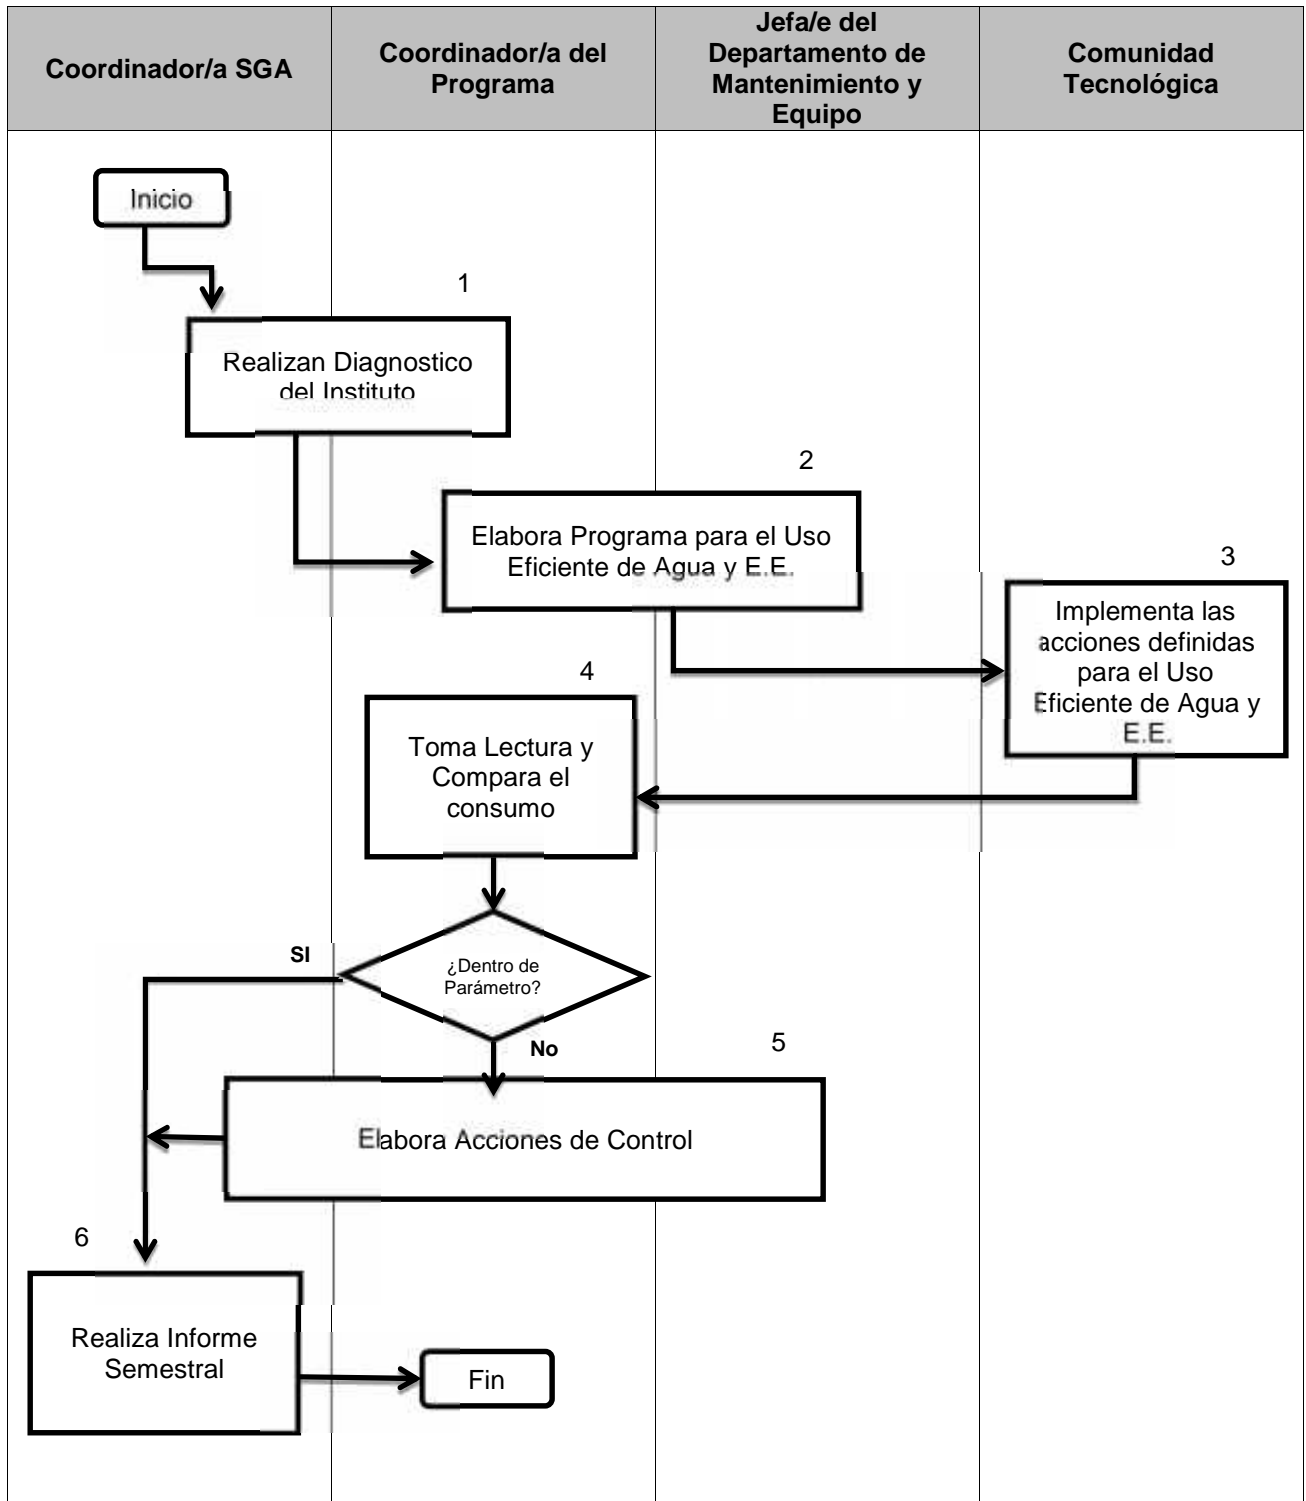 Coordinador/a SGA
Coordinador/a del
Programa
Jefa/e del
Departamento de
Mantenimiento y
Equipo
Comunidad
Tecnológica
Inicio
1
Realizan Diagnostico
del Instituto
2
Elabora Programa para el Uso
Eficiente de Agua y E.E.
3
Implementa las
acciones definidas
para el Uso
Eficiente de Agua y
E.E.
4
Toma Lectura y
Compara el
consumo
SI
¿Dentro de
Parámetro?
No
5
Elabora Acciones de Control
6
Realiza Informe
Semestral
Fin